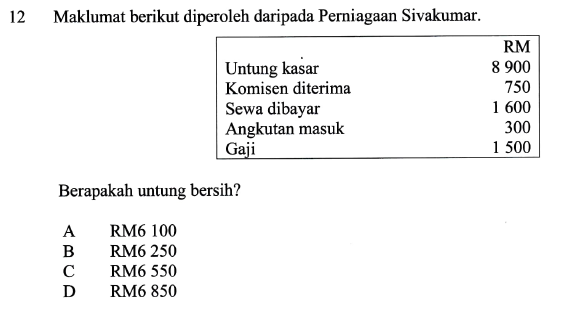 12 Maklumat berikut diperoleh daripada Perniagaan Sivakumar.
RM
Untung kasar 8 900
Komisen diterima 750
Sewa dibayar 1 600
Angkutan masuk 300
Gaji 1 500
Berapakah untung bersih?
A RM6 100
B RM6 250
C RM6 550
D RM6 850